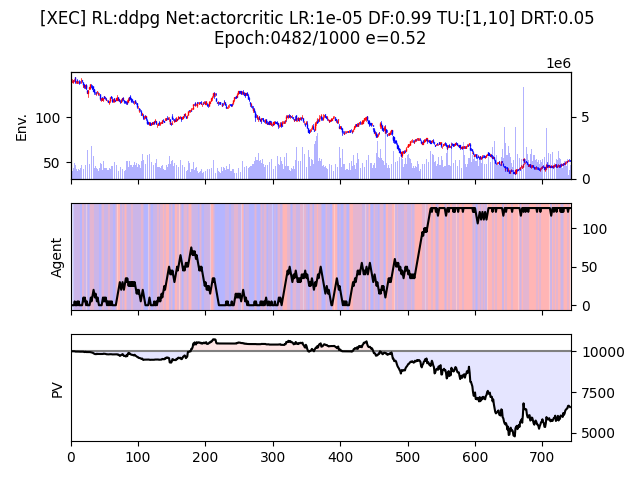 [XEC] RL:ddpg Net:actorcritic LR:1e-05 DF:0.99 TU:[1,10] DRT:0.05
Epoch:0482/1000 e=0.52
1e6
Env.
100
50
5
0
Agent
100
50
0
PV
10000
7500
5000
0 100 200 300 400 500 600 700